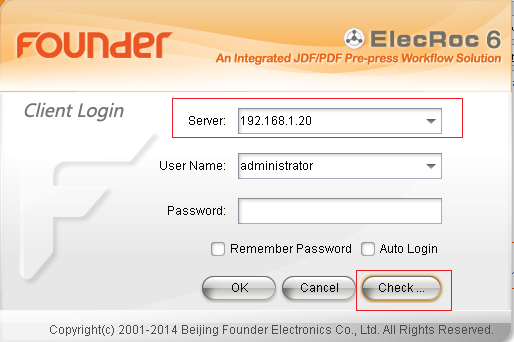 FOUNDER
ElecRoc 6
An Integrated JDF/PDF Pre-press Workflow Solution
Client Login
Server: 192.168.1.20
User Name: administrator
Password:
Remember Password Auto Login
OK Cancel Check ...
Copyright(c) 2001-2014 Beijing Founder Electronics Co., Ltd. All Rights Reserved.